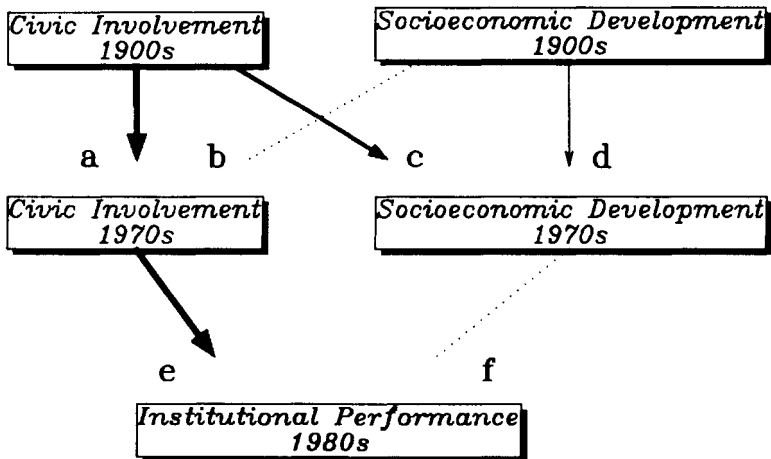 Civic Involvement
1900s
Socioeconomic Development
1900s
a
b
c
d
Civic Involvement
1970s
Socioeconomic Development
1970s
e
f
Institutional Performance
1980s